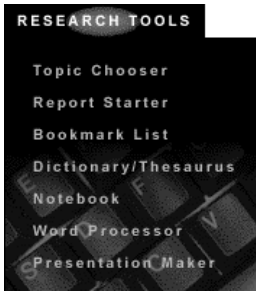 RESEARCH TOOLS
Topic Chooser
Report Starter
Bookmark List
Dictionary/Thesaurus
Notebook
Word Processor
Presentation Maker